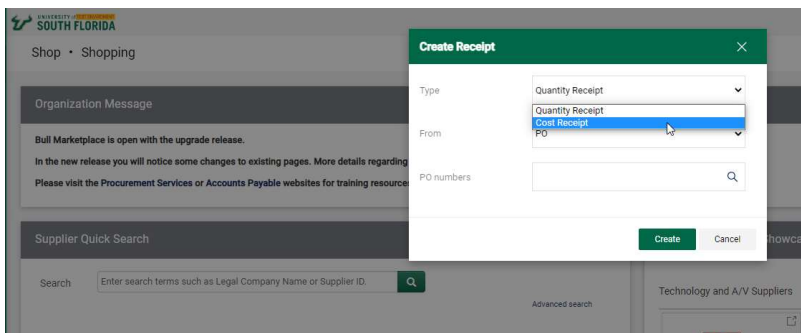 UNIVERSITY of
SOUTH FLORIDA
Shop • Shopping
Organization Message
Bull Marketplace is open with the upgrade release.
In the new release you will notice some changes to existing pages. More details regarding
Please visit the Procurement Services or Accounts Payable websites for training resource
Supplier Quick Search
Search
Enter search terms such as Legal Company Name or Supplier ID.
Advanced search
Create Receipt
Type
Quantity Receipt
Quantity Receipt
Cost Receipt
From
PO
PO numbers
Create
Cancel
howca
Technology and A/V Suppliers